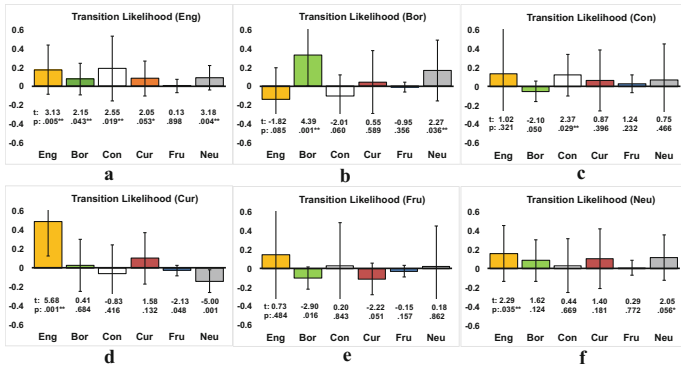 Transition Likelihood (Eng)
0.6
0.4
0.2
0
-0.2
-0.4
-0.6
t: 3.13 2.15 2.55 2.05 0.13 3.18
p: .005** .043** .019** .053* .898 .004**
Eng Bor Con Cur Fru Neu
a
Transition Likelihood (Bor)
0.6
0.4
0.2
0
-0.2
-0.4
-0.6
t: -1.82 4.39 -2.01 0.55 -0.95 2.27
p: .085 .001** .060 .589 .356 .036**
Eng Bor Con Cur Fru Neu
b
Transition Likelihood (Con)
0.6
0.4
0.2
0
-0.2
-0.4
-0.6
t: 1.02 -2.10 2.37 0.87 1.24 0.75
p: .321 .050 .029** .396 .232 .466
Eng Bor Con Cur Fru Neu
c
Transition Likelihood (Cur)
0.6
0.4
0.2
0
-0.2
-0.4
-0.6
t: 5.68 0.41 -0.83 1.58 -2.13 -5.00
p: .001** .684 .416 .132 .048 .001
Eng Bor Con Cur Fru Neu
d
Transition Likelihood (Fru)
0.6
0.4
0.2
0
-0.2
-0.4
-0.6
t: 0.73 -2.90 0.20 -2.22 -0.15 0.18
p: .484 .016 .843 .051 .157 .862
Eng Bor Con Cur Fru Neu
e
Transition Likelihood (Neu)
0.6
0.4
0.2
0
-0.2
-0.4
-0.6
t: 2.29 1.62 0.44 1.40 0.29 2.05
p: .035** .124 .669 .181 .772 .056*
Eng Bor Con Cur Fru Neu
f